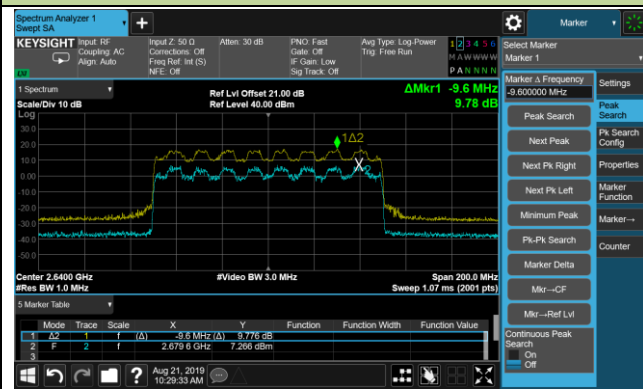 Spectrum Analyzer 1
Swept SA
+
Marker
KEYSIGHT
Input: RF
Coupling: AC
Align: Auto
Input Z: 50 Ω
Corrections: Off
Freq Ref: Int (S)
NFE: Off
Atten: 30 dB
PNO: Fast
Gate: Off
IF Gain: Low
Sig Track: Off
Avg Type: Log-Power
Trig: Free Run
1 2 3 4 5 6
M A W W W W
P A N N N N
LXI
Select Marker
Marker 1
1 Spectrum
Scale/Div 10 dB
Ref Lvl Offset 21.00 dB
Ref Level 40.00 dBm
ΔMkr1 -9.6 MHz
9.78 dB
Log
30.0
20.0
10.0
0.00
-10.0
-20.0
-30.0
-40.0
-50.0
1Δ2
2
Center 2.6400 GHz
#Res BW 1.0 MHz
#Video BW 3.0 MHz
Span 200.0 MHz
Sweep 1.07 ms (2001 pts)
Marker Δ Frequency
-9.600000 MHz
Peak Search
Next Peak
Next Pk Right
Next Pk Left
Minimum Peak
Pk-Pk Search
Marker Delta
Mkr→CF
Mkr→Ref Lvl
Continuous Peak
Search
On
Off
Settings
Peak
Search
Pk Search
Config
Properties
Marker
Function
Marker→
Counter
5 Marker Table
Mode Trace Scale X Y Function Function Width Function Value
1 Δ2 1 f (Δ) -9.6 MHz (Δ) 9.776 dB
2 F 2 f 2.679 6 GHz 7.266 dBm
3
?
Aug 21, 2019
10:29:33 AM